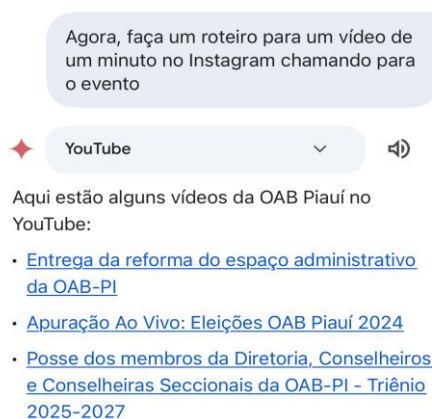 Agora, faça um roteiro para um vídeo de
um minuto no Instagram chamando para
o evento
YouTube
Aqui estão alguns vídeos da OAB Piauí no
YouTube:
• Entrega da reforma do espaço administrativo
da OAB-PI
• Apuração Ao Vivo: Eleições OAB Piauí 2024
• Posse dos membros da Diretoria, Conselheiros
e Conselheiras Seccionais da OAB-PI - Triênio
2025-2027